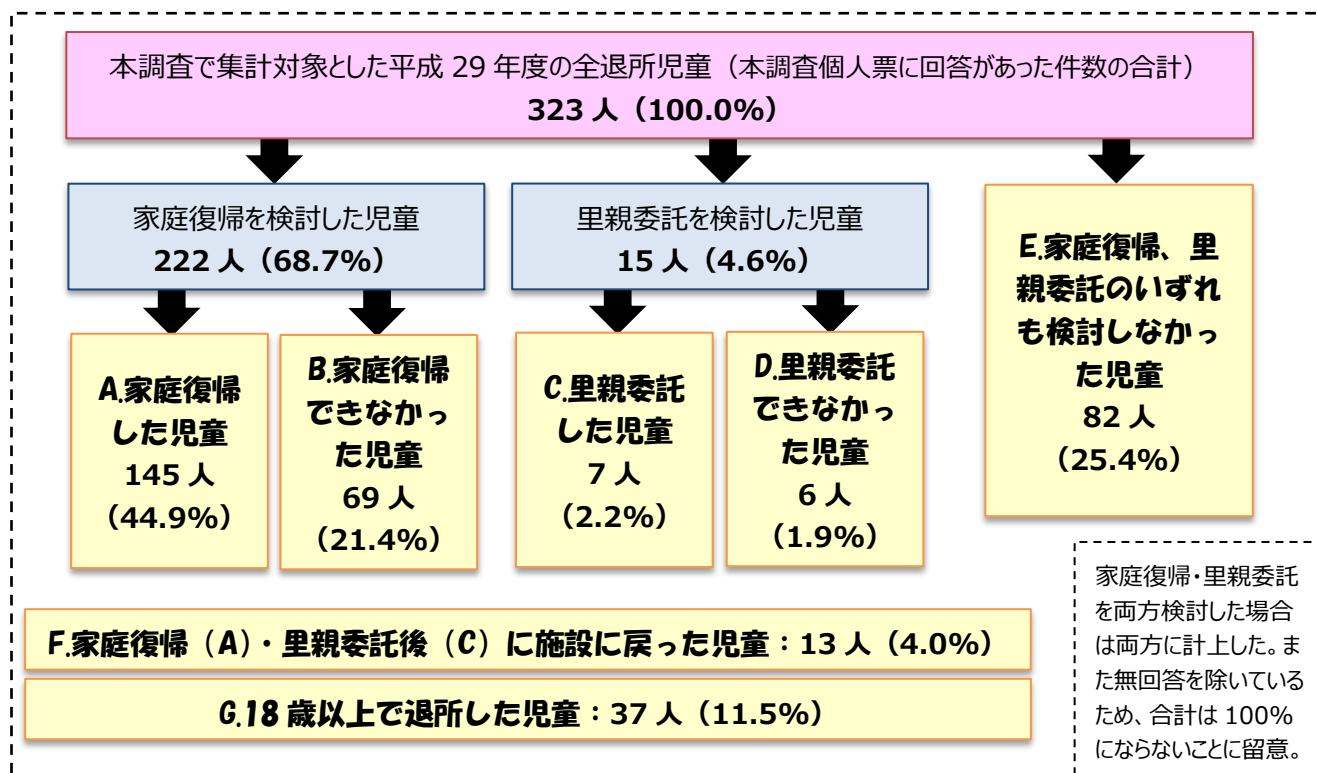 本調査で集計対象とした平成 29 年度の全退所児童（本調査個人票に回答があった件数の合計）
323 人（100.0%）
家庭復帰を検討した児童
222 人（68.7%）
里親委託を検討した児童
15 人（4.6%）
E.家庭復帰、里
親委託のいずれ
も検討しなかっ
た児童
82 人
（25.4%）
A.家庭復帰
した児童
145 人
（44.9%）
B.家庭復帰
できなかっ
た児童
69 人
（21.4%）
C.里親委託
した児童
7 人
（2.2%）
D.里親委託
できなかっ
た児童
6 人
（1.9%）
F.家庭復帰（A）・里親委託後（C）に施設に戻った児童：13 人（4.0%）
G.18 歳以上で退所した児童：37 人（11.5%）
家庭復帰・里親委託
を両方検討した場合
は両方に計上した。ま
た無回答を除いている
ため、合計は 100%
にならないことに留意。